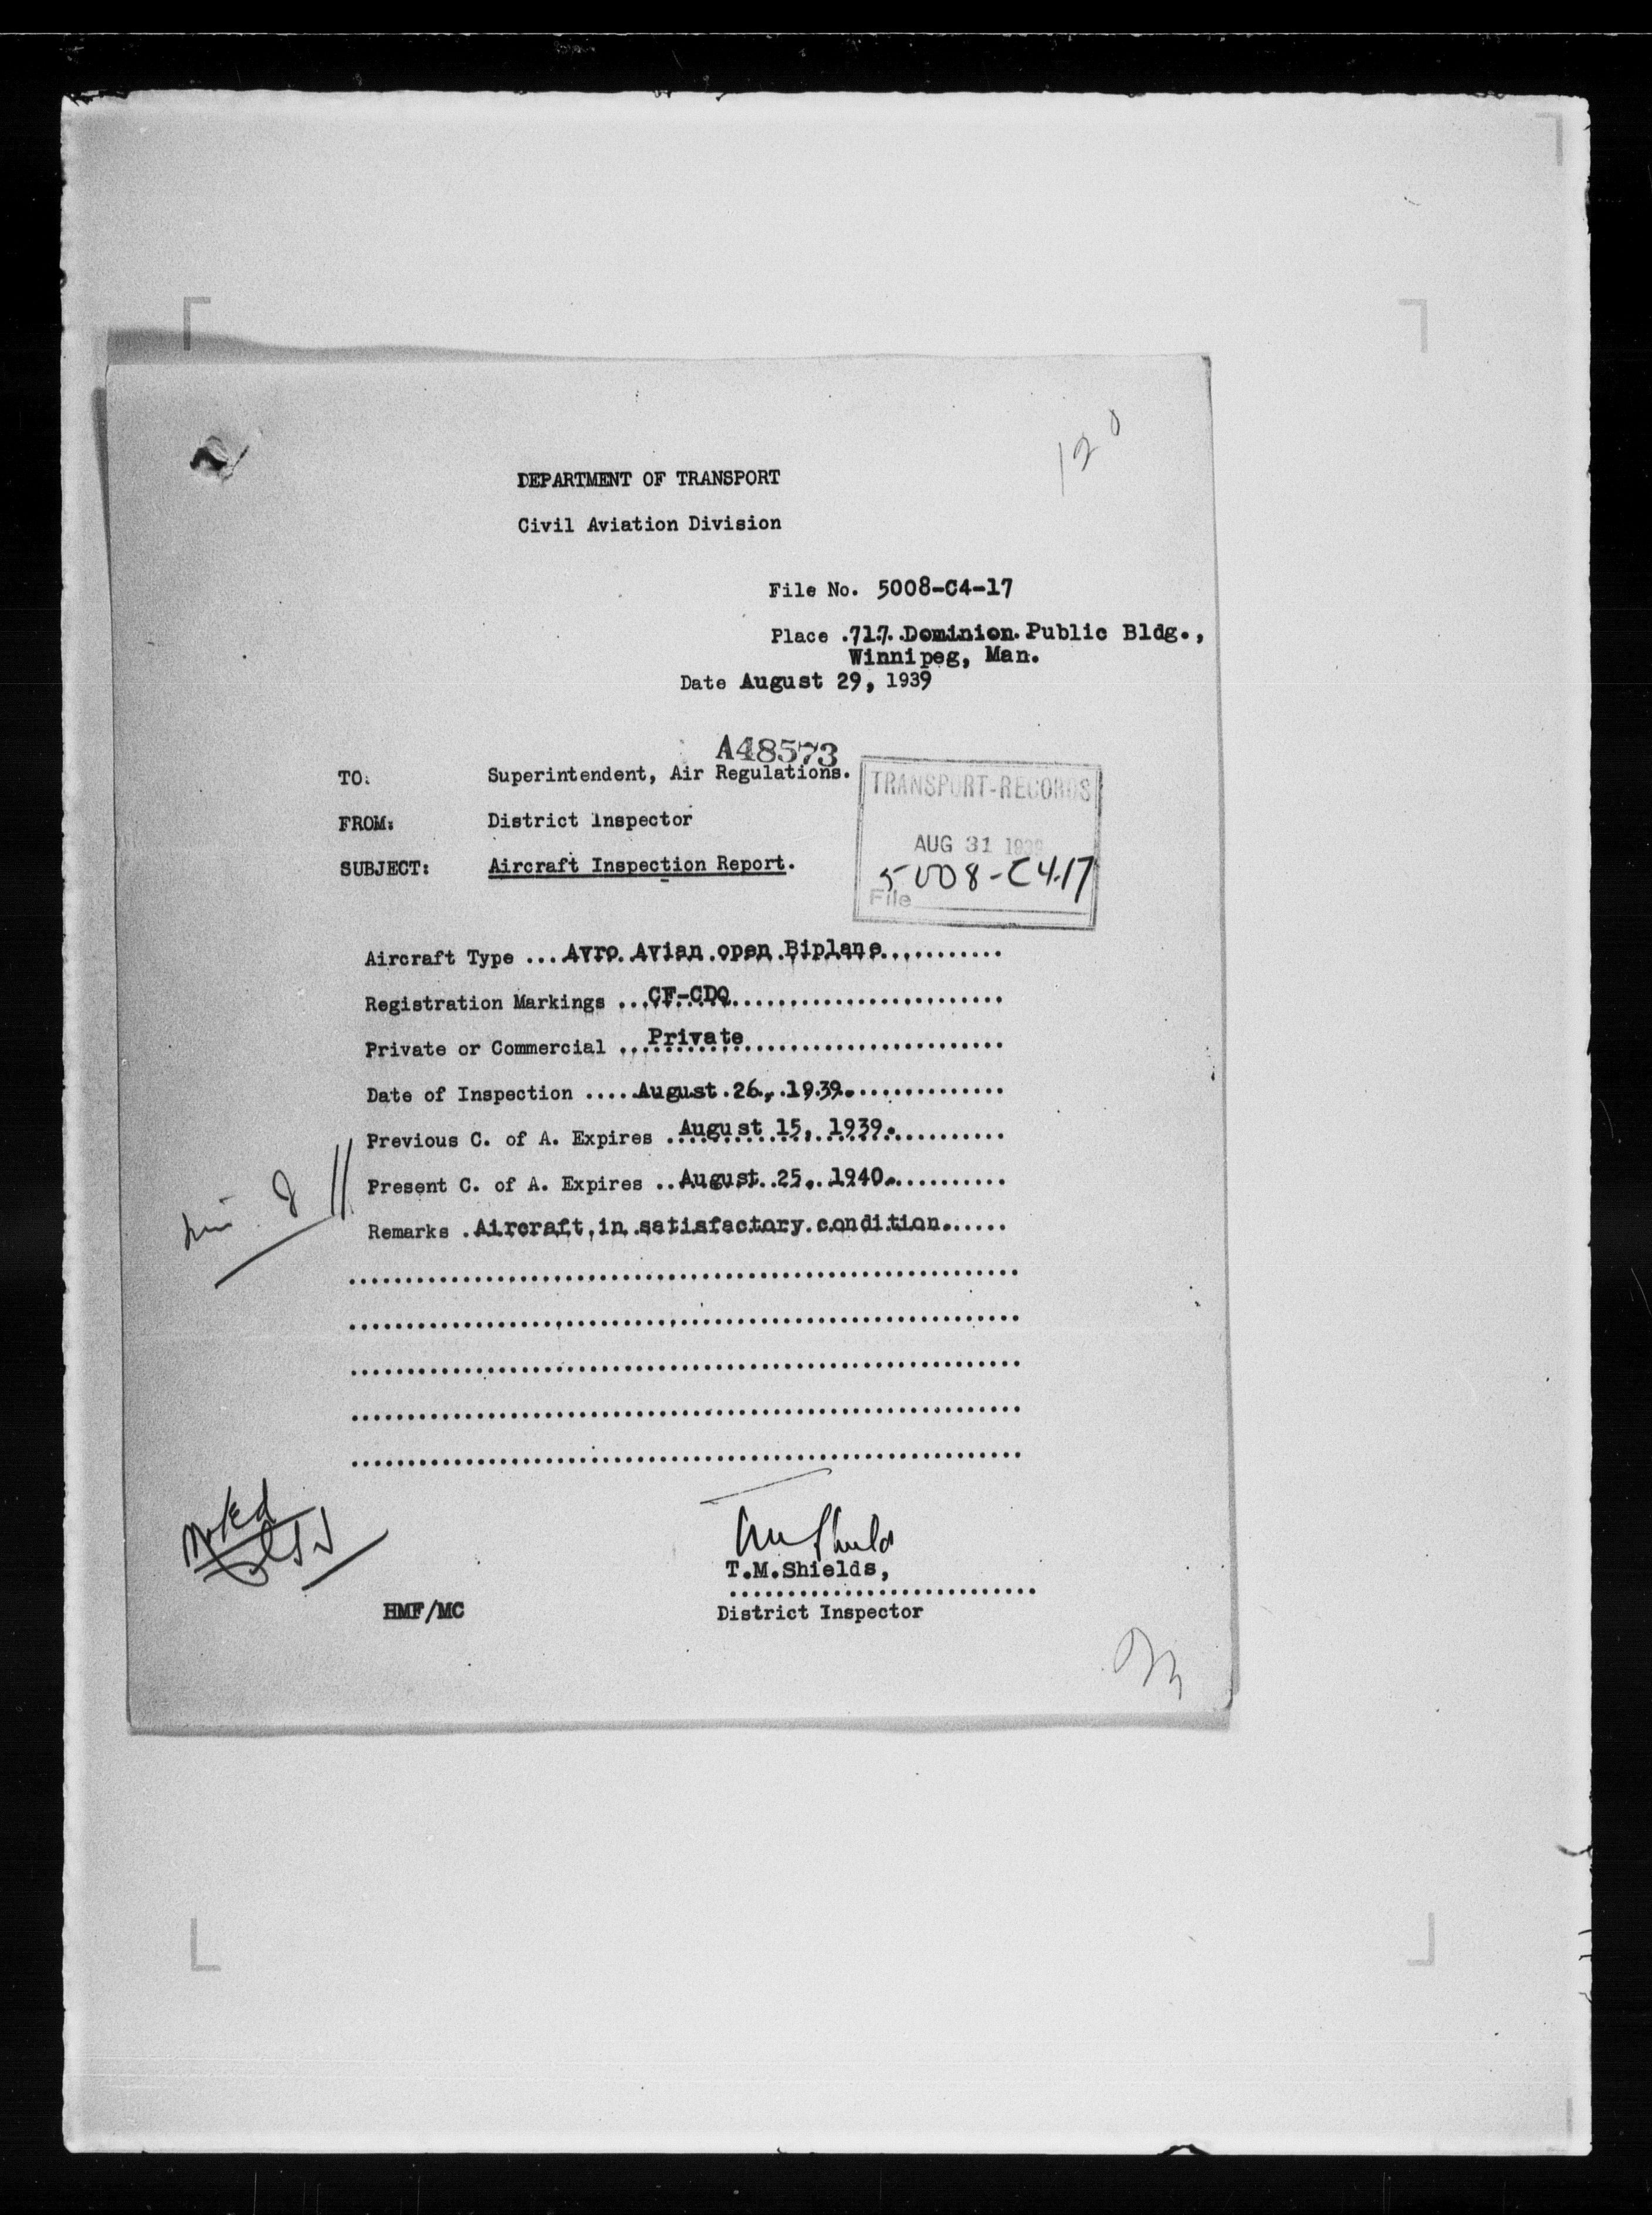 120
DEPARTMENT OF TRANSPORT
Civil Aviation Division
File No. 5008-C4-17
Place .717. Dominion. Public Bldg.,
Winnipeg, Man.
Date August 29, 1939
A48573
TO: Superintendent, Air Regulations.
FROM: District Inspector
SUBJECT: Aircraft Inspection Report.
TRANSPORT-RECORDS
AUG 31 1939
5008-C4-17
File
Aircraft Type ... Avro Avian open Biplane...........
Registration Markings ... CF-CDQ........................
Private or Commercial ... Private............................
Date of Inspection ..... August 26, 1939..............
Previous C. of A. Expires ... August 15, 1939...........
Present C. of A. Expires .. August 25, 1940...........
Remarks . Aircraft in satisfactory condition.......
Noted
T.M.Shields,
HMF/MC
District Inspector